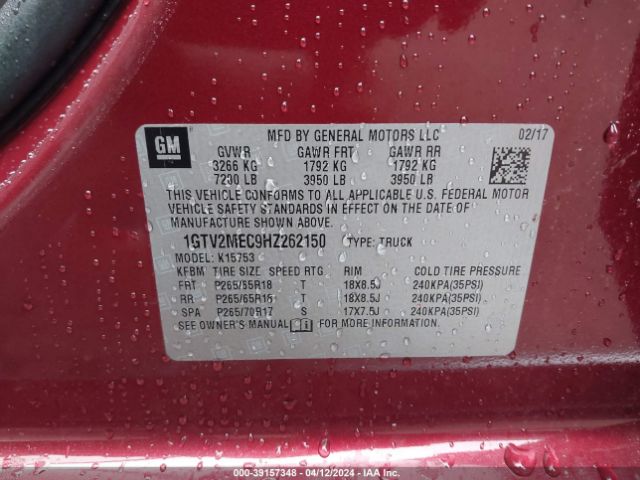 GM
MFD BY GENERAL MOTORS LLC 02/17
GVWR GAWR FRT GAWR RR
3266 KG 1792 KG 1792 KG
7200 LB 3950 LB 3950 LB
THIS VEHICLE CONFORMS TO ALL APPLICABLE U.S. FEDERAL MOTOR
VEHICLE SAFETY STANDARDS IN EFFECT ON THE DATE OF
MANUFACTURE SHOWN ABOVE.
1GTV2MEC9HZ262150 TYPE: TRUCK
MODEL: K15753
KFBM TIRE SIZE SPEED RTG RIM COLD TIRE PRESSURE
FRT P265/65R18 T 18X8.5J 240KPA(35PSI)
RR P265/65R18 T 18X8.5J 240KPA(35PSI)
SPA P265/70R17 S 17X7.5J 240KPA(35PSI)
SEE OWNER'S MANUAL FOR MORE INFORMATION.
000-39157348 - 04/12/2024 - IAA Inc.